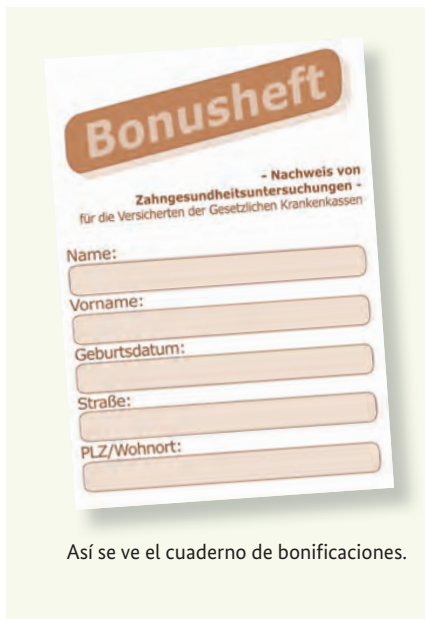 Bonusheft
- Nachweis von
Zahngesundheitsuntersuchungen -
für die Versicherten der Gesetzlichen Krankenkassen
Name:
Vorname:
Geburtsdatum:
Straße:
PLZ/Wohnort:
Así se ve el cuaderno de bonificaciones.